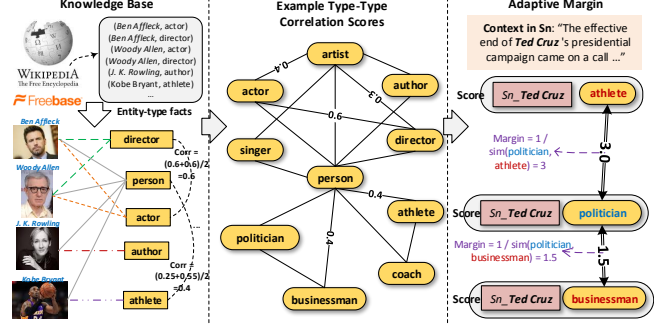 Knowledge Base
WIKIPEDIA
The Free Encyclopedia
Freebase
(Ben Affleck, actor)
(Ben Affleck, director)
(Woody Allen, actor)
(Woody Allen, director)
(J. K. Rowling, author)
(Kobe Bryant, athlete)
...
Entity-type facts
Ben Affleck
Woody Allen
J. K. Rowling
Kobe Bryant
director
person
actor
author
athlete
Corr =
(0.6+0.6)/2
=0.6
...
Corr =
(0.25+0.55)/2
=0.4
Example Type-Type
Correlation Scores
artist
actor
author
singer
director
person
politician
athlete
coach
businessman
0.4
0.3
0.6
0.4
0.4
Adaptive Margin
Context in Sn: “The effective
end of Ted Cruz 's presidential
campaign came on a call …”
Score
Sn_Ted Cruz
athlete
Margin = 1 /
sim(politician,
athlete) = 3
3.0
Score
Sn_Ted Cruz
politician
Margin = 1 / sim(politician,
businessman) = 1.5
1.5
Score
Sn_Ted Cruz
businessman